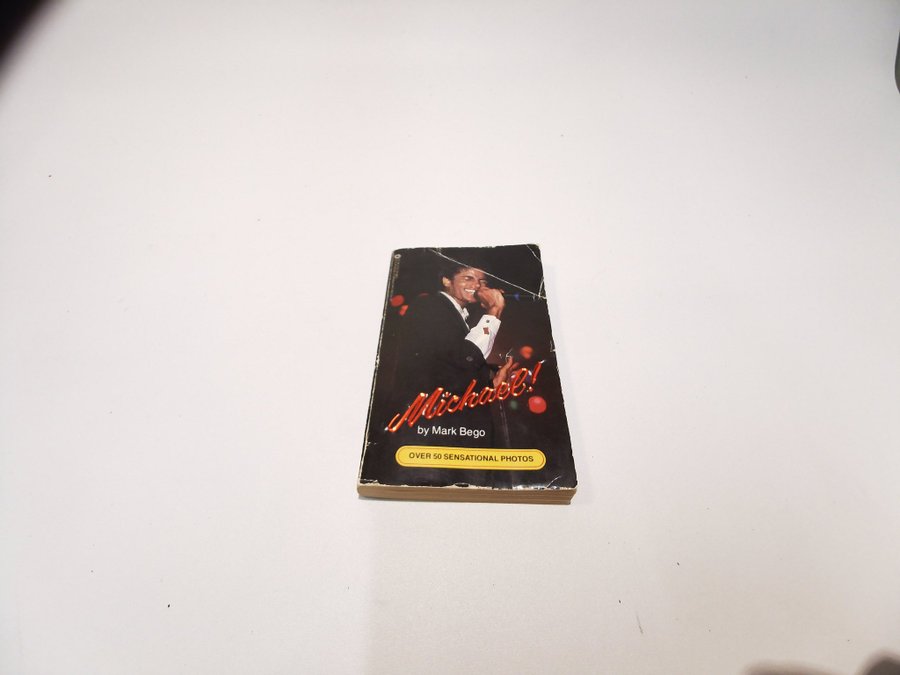 Michael!
by Mark Bego
OVER 50 SENSATIONAL PHOTOS